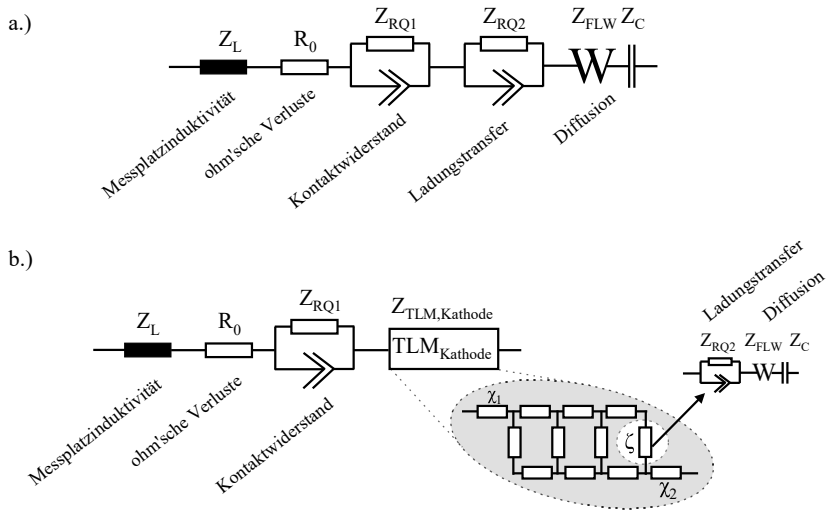 a.)
Z_L R_0 Z_RQ1 Z_RQ2 Z_FLW Z_C
W
Messplatzinduktivität
ohm'sche Verluste
Kontaktwiderstand
Ladungstransfer
Diffusion
b.)
Z_L R_0 Z_RQ1 Z_TLM,Kathode
TLM_Kathode
Messplatzinduktivität
ohm'sche Verluste
Kontaktwiderstand
Ladungstransfer
Diffusion
Z_RQ2 Z_FLW Z_C
W
χ_1
ζ
χ_2